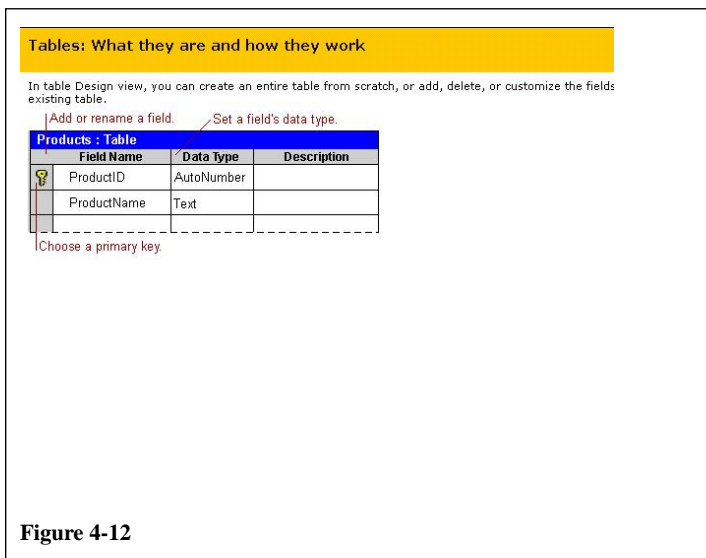 Tables: What they are and how they work
In table Design view, you can create an entire table from scratch, or add, delete, or customize the fields
existing table.
Add or rename a field. Set a field's data type.
Products : Table
Field Name Data Type Description
ProductID AutoNumber
ProductName Text
Choose a primary key.
Figure 4-12